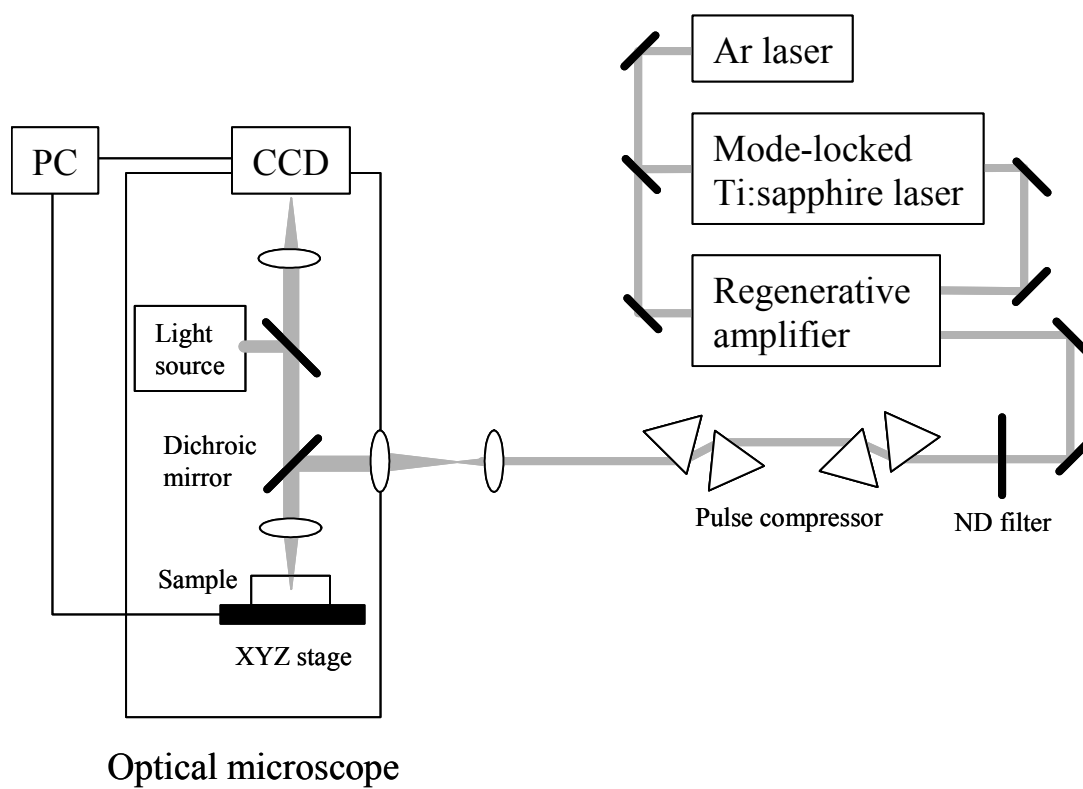 Ar laser
Mode-locked
Ti:sapphire laser
Regenerative
amplifier
PC
CCD
Light
source
Dichroic
mirror
Sample
XYZ stage
Pulse compressor
ND filter
Optical microscope